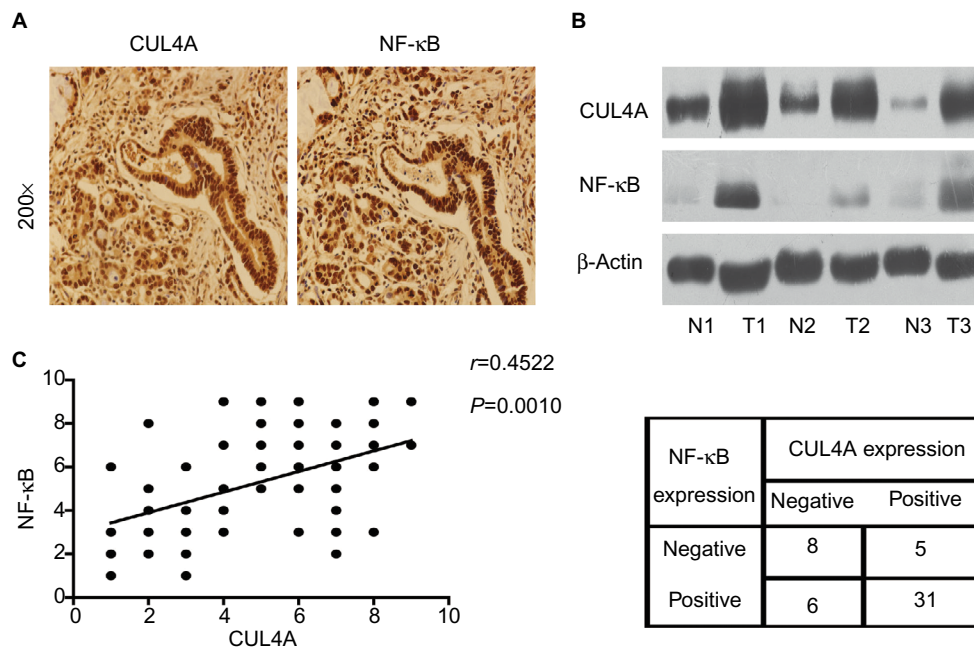 A
CUL4A NF-κB
200×
B
CUL4A
NF-κB
β-Actin
N1 T1 N2 T2 N3 T3
C
r=0.4522
P=0.0010
NF-κB
10
8
6
4
2
0
0 2 4 6 8 10
CUL4A
NF-κB expression
CUL4A expression
Negative Positive
Negative 8 5
Positive 6 31